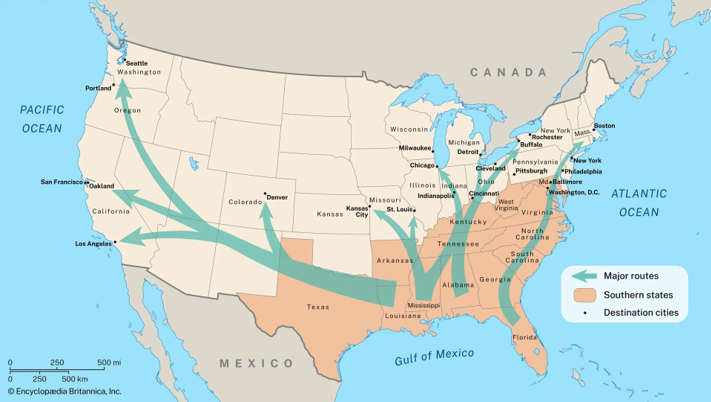 CANADA
PACIFIC
OCEAN
Seattle
Washington
Portland
Oregon
San Francisco
Oakland
California
Los Angeles
Colorado
Denver
Kansas
Kansas
City
Missouri
St. Louis
Wisconsin
Milwaukee
Chicago
Michigan
Detroit
Illinois
Indiana
Indianapolis
Ohio
Cleveland
Cincinnati
New York
Rochester
Buffalo
Mass.
Boston
Pennsylvania
Pittsburgh
New York
Philadelphia
Md.
Baltimore
Washington, D.C.
West
Virginia
Virginia
Kentucky
Tennessee
North
Carolina
South
Carolina
Arkansas
Mississippi
Alabama
Georgia
Louisiana
Texas
Florida
ATLANTIC
OCEAN
Gulf of Mexico
MEXICO
Major routes
Southern states
Destination cities
0 250 500 mi
0 250 500 km
© Encyclopædia Britannica, Inc.